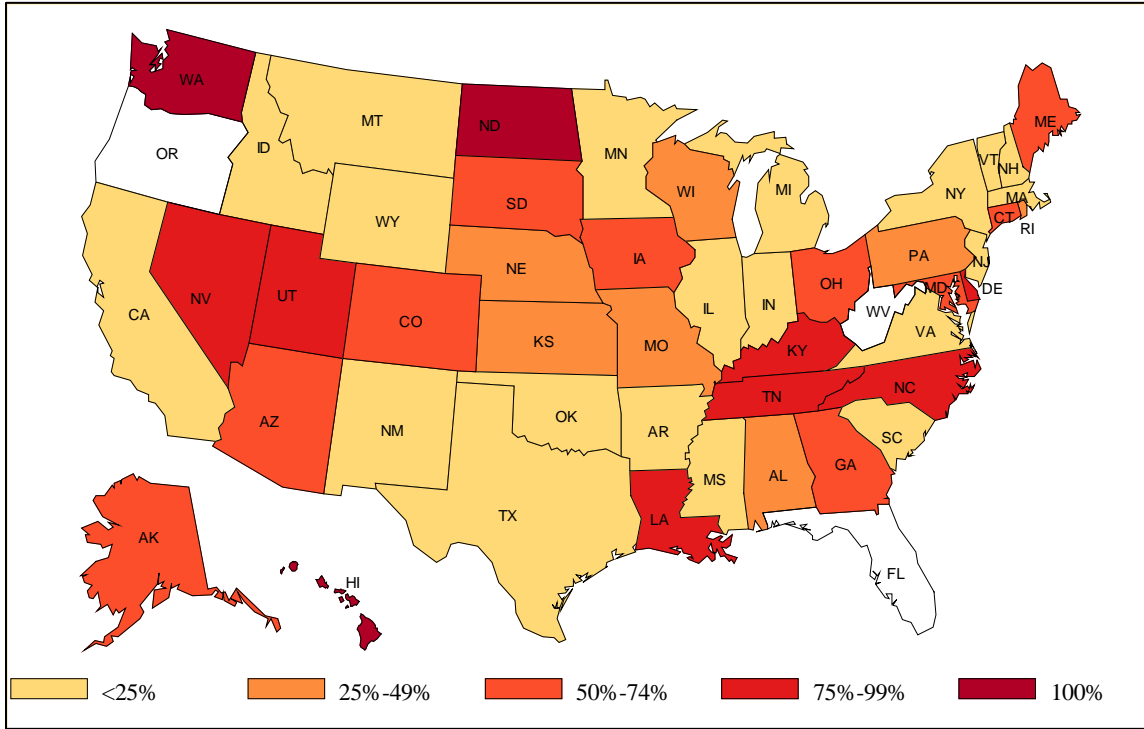 WA
MT
ND
ME
OR
ID
MN
VT
NH
WI
MI
NY
MA
SD
WY
CT
RI
PA
IA
NE
NJ
OH
MD
DE
NV
UT
IL
IN
WV
CA
CO
VA
KS
MO
KY
NC
TN
AZ
OK
NM
AR
SC
GA
MS
AL
TX
LA
AK
FL
HI
<25%
25%-49%
50%-74%
75%-99%
100%